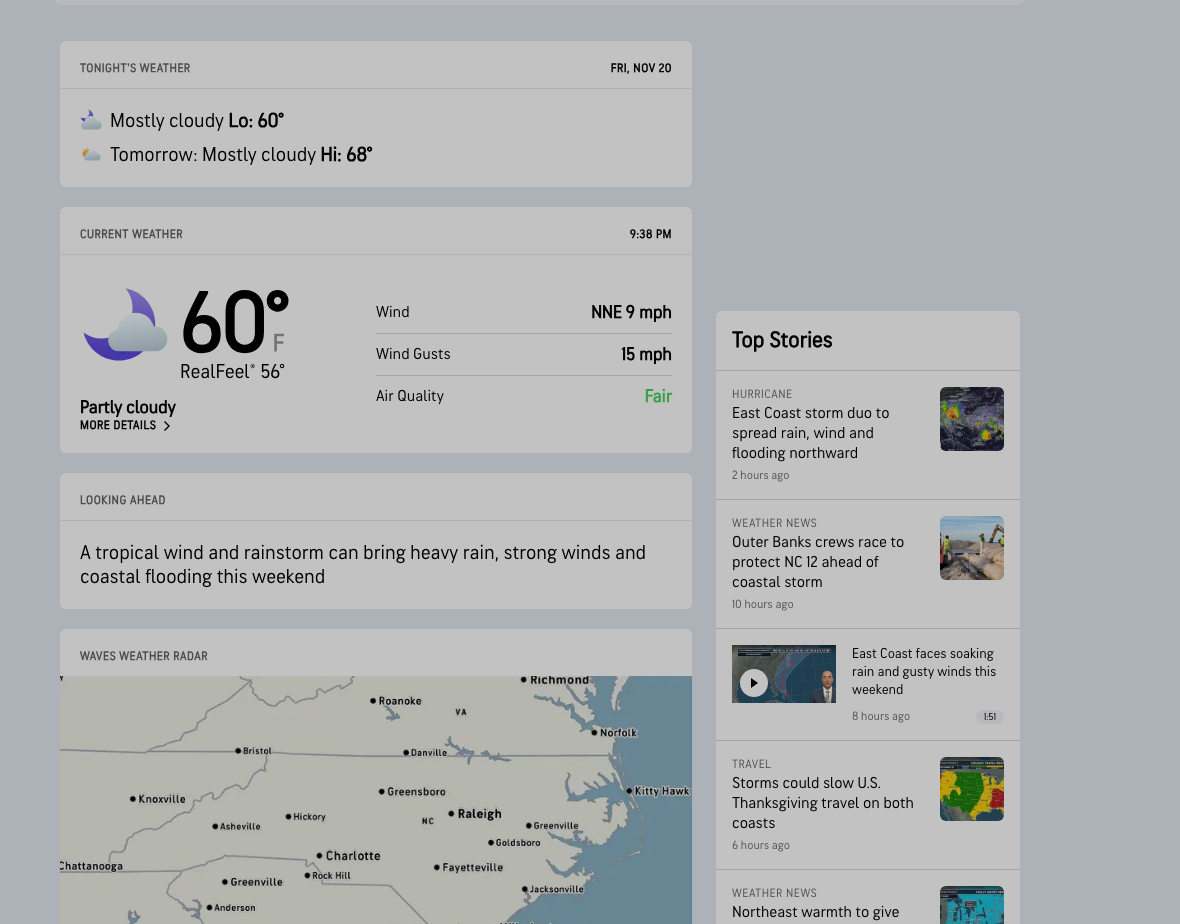 TONIGHT'S WEATHER
FRI, NOV 20
Mostly cloudy Lo: 60°
Tomorrow: Mostly cloudy Hi: 68°
CURRENT WEATHER
9:38 PM
60°
F
RealFeel® 56°
Partly cloudy
MORE DETAILS
Wind NNE 9 mph
Wind Gusts 15 mph
Air Quality Fair
LOOKING AHEAD
A tropical wind and rainstorm can bring heavy rain, strong winds and
coastal flooding this weekend
WAVES WEATHER RADAR
Richmond
Roanoke
VA
Norfolk
Bristol
Danville
Greensboro
Kitty Hawk
Knoxville
Hickory
NC
Raleigh
Asheville
Greenville
Goldsboro
Charlotte
Chattanooga
Fayetteville
Rock Hill
Greenville
Jacksonville
Anderson
Top Stories
HURRICANE
East Coast storm duo to
spread rain, wind and
flooding northward
2 hours ago
WEATHER NEWS
Outer Banks crews race to
protect NC 12 ahead of
coastal storm
10 hours ago
East Coast faces soaking
rain and gusty winds this
weekend
8 hours ago
1:51
TRAVEL
Storms could slow U.S.
Thanksgiving travel on both
coasts
6 hours ago
WEATHER NEWS
Northeast warmth to give